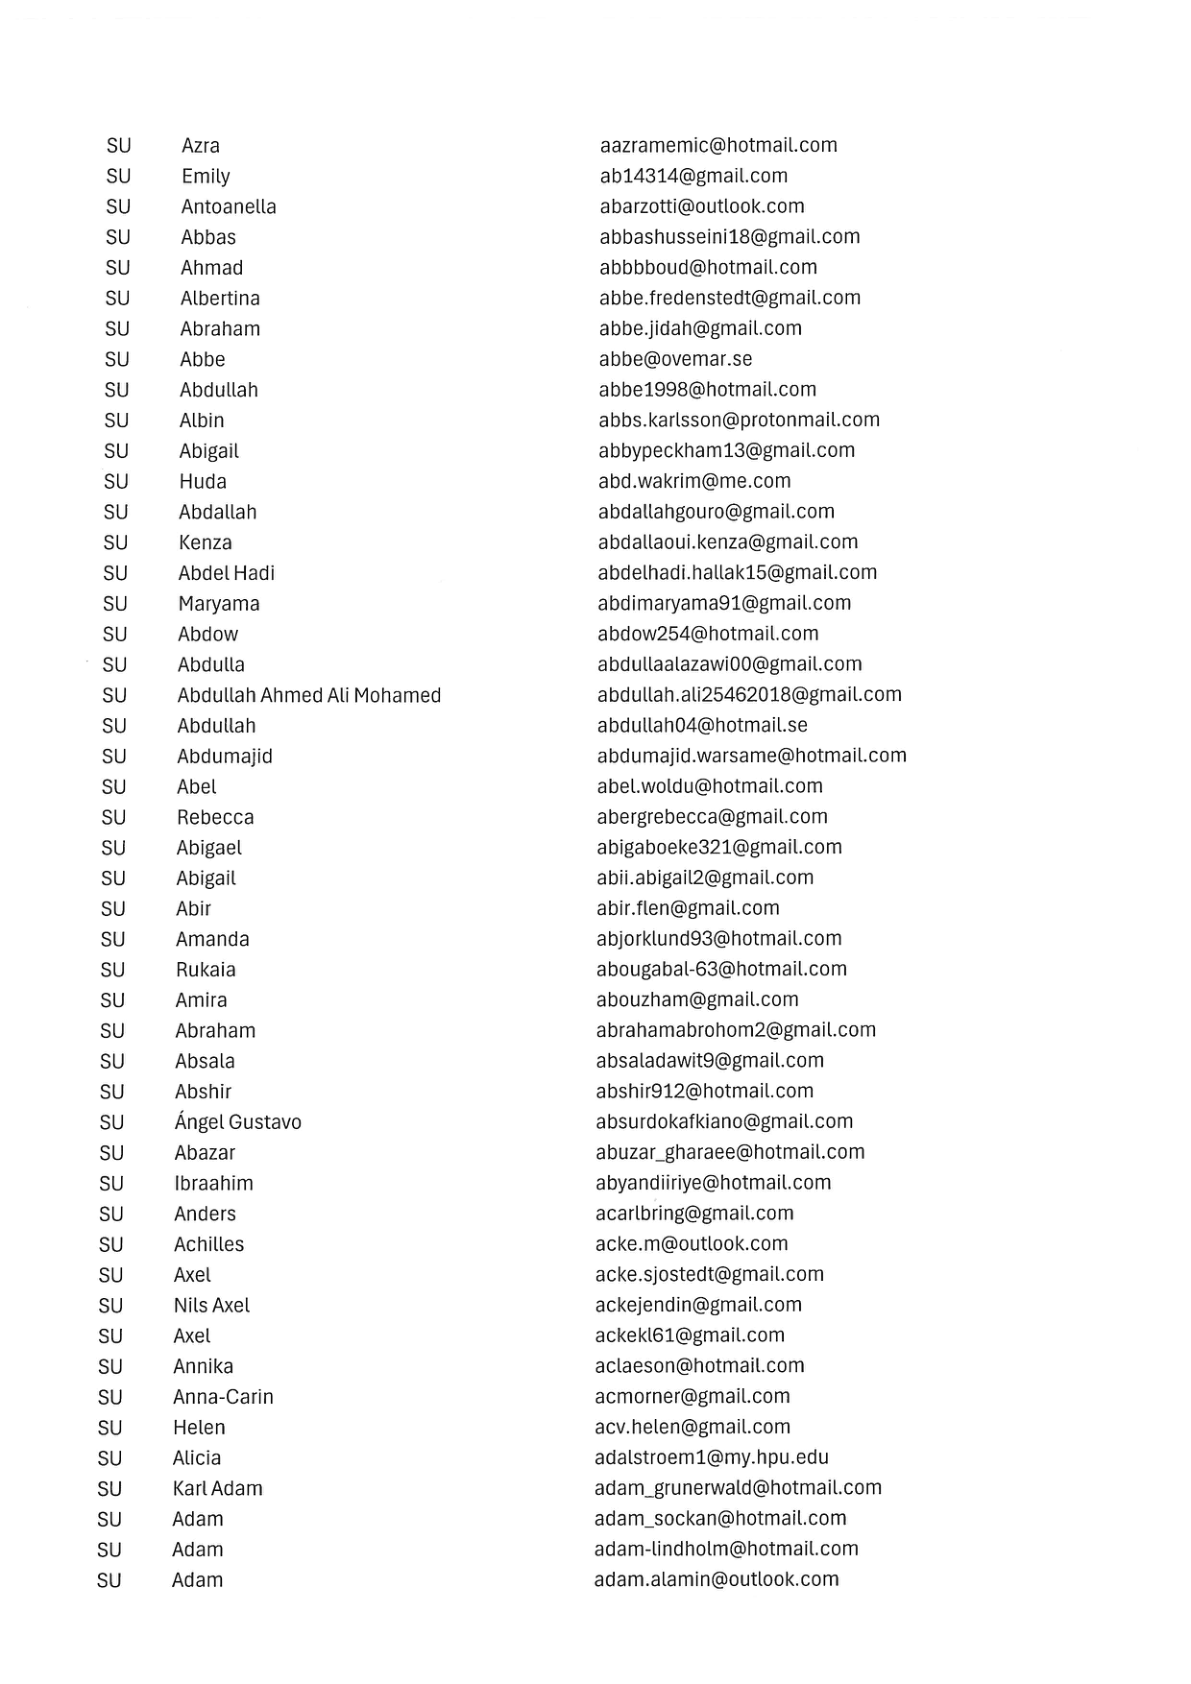 SU Azra aazramemic@hotmail.com
SU Emily ab14314@gmail.com
SU Antoanella abarzotti@outlook.com
SU Abbas abbashusseini18@gmail.com
SU Ahmad abbbboud@hotmail.com
SU Albertina abbe.fredenstedt@gmail.com
SU Abraham abbe.jidah@gmail.com
SU Abbe abbe@ovemar.se
SU Abdullah abbe1998@hotmail.com
SU Albin abbs.karlsson@protonmail.com
SU Abigail abbypeckham13@gmail.com
SU Huda abd.wakrim@me.com
SU Abdallah abdallahgouro@gmail.com
SU Kenza abdallaoui.kenza@gmail.com
SU Abdel Hadi abdelhadi.hallak15@gmail.com
SU Maryama abdimaryama91@gmail.com
SU Abdow abdow254@hotmail.com
SU Abdulla abdullaalazawi00@gmail.com
SU Abdullah Ahmed Ali Mohamed abdullah.ali25462018@gmail.com
SU Abdullah abdullah04@hotmail.se
SU Abdumajid abdumajid.warsame@hotmail.com
SU Abel abel.woldu@hotmail.com
SU Rebecca abergrebecca@gmail.com
SU Abigael abigaboeke321@gmail.com
SU Abigail abii.abigail2@gmail.com
SU Abir abir.flen@gmail.com
SU Amanda abjorklund93@hotmail.com
SU Rukaia abougabal-63@hotmail.com
SU Amira abouzham@gmail.com
SU Abraham abrahamabrohom2@gmail.com
SU Absala absaladawit9@gmail.com
SU Abshir abshir912@hotmail.com
SU Ángel Gustavo absurdokafkiano@gmail.com
SU Abazar abuzar_gharaee@hotmail.com
SU Ibraahim abyandiiriye@hotmail.com
SU Anders acarlbring@gmail.com
SU Achilles acke.m@outlook.com
SU Axel acke.sjostedt@gmail.com
SU Nils Axel ackejendin@gmail.com
SU Axel ackekl61@gmail.com
SU Annika aclaeson@hotmail.com
SU Anna-Carin acmorner@gmail.com
SU Helen acv.helen@gmail.com
SU Alicia adalstroem1@my.hpu.edu
SU Karl Adam adam_grunerwald@hotmail.com
SU Adam adam_sockan@hotmail.com
SU Adam adam-lindholm@hotmail.com
SU Adam adam.alamin@outlook.com